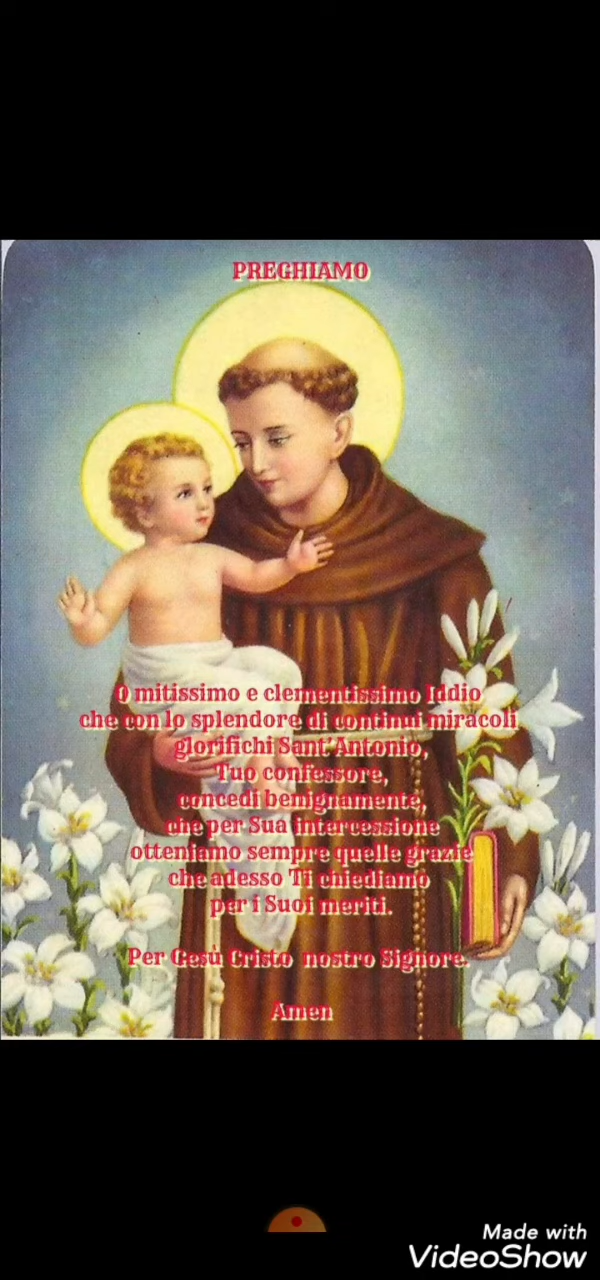 PREGHIAMO
O mitissimo e clementissimo Iddio
che con lo splendore di continui miracoli
glorifichi Sant'Antonio,
Tuo confessore,
concedi benignamente,
che per Sua intercessione
otteniamo sempre quelle grazie
che adesso Ti chiediamo
per i Suoi meriti.
Per Gesù Cristo nostro Signore.
Amen
Made with
VideoShow